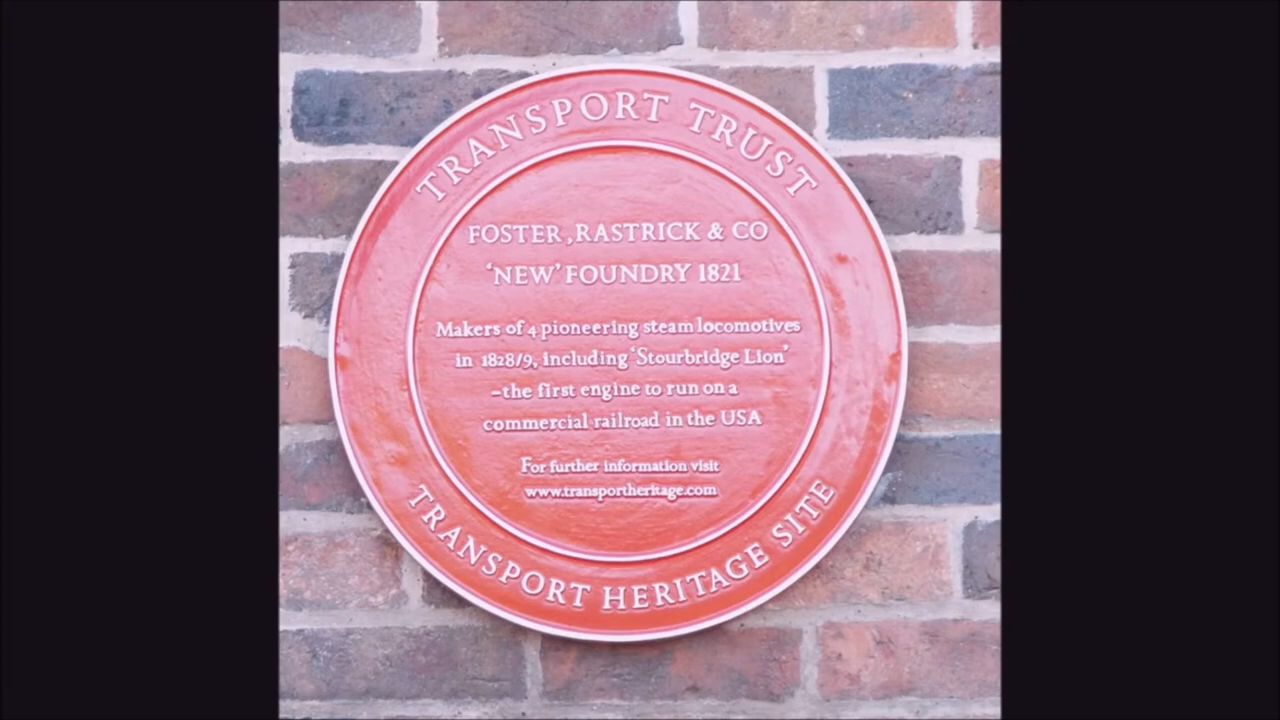 TRANSPORT TRUST
FOSTER, RASTRICK & CO
'NEW' FOUNDRY 1821
Makers of 4 pioneering steam locomotives
in 1828/9, including 'Stourbridge Lion'
-the first engine to run on a
commercial railroad in the USA
For further information visit
www.transportheritage.com
TRANSPORT HERITAGE SITE